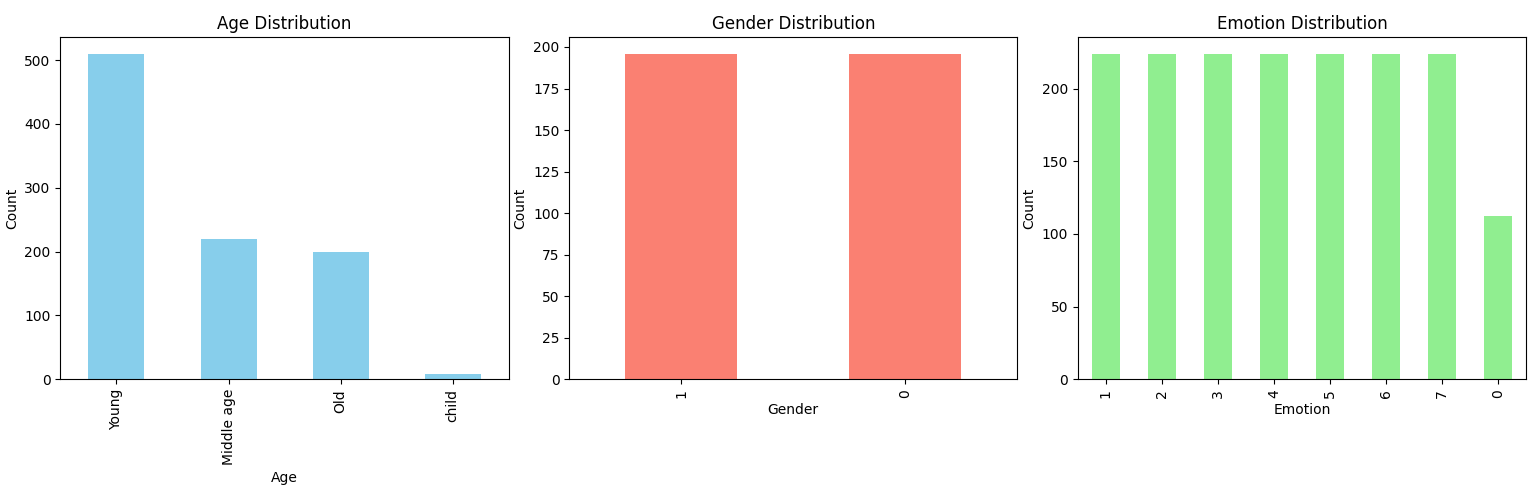 Age Distribution
500
400
300
200
100
0
Count
Young
Middle age
Old
child
Age
Gender Distribution
200
175
150
125
100
75
50
25
0
Count
1
0
Gender
Emotion Distribution
200
150
100
50
0
Count
1
2
3
4
5
6
7
0
Emotion